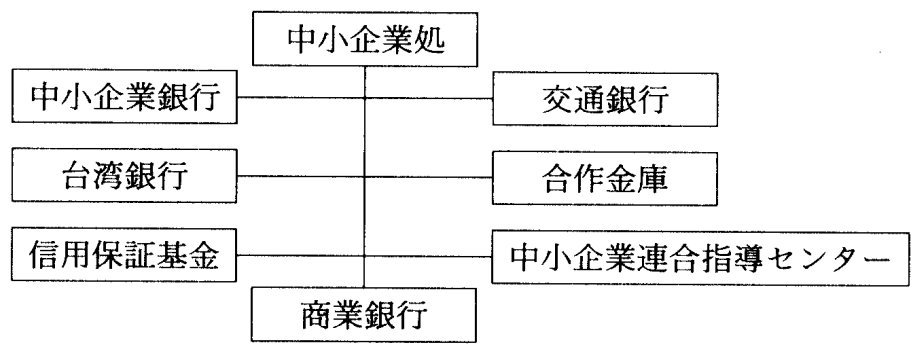 中小企業処
中小企業銀行
交通銀行
台湾銀行
合作金庫
信用保証基金
中小企業連合指導センター
商業銀行